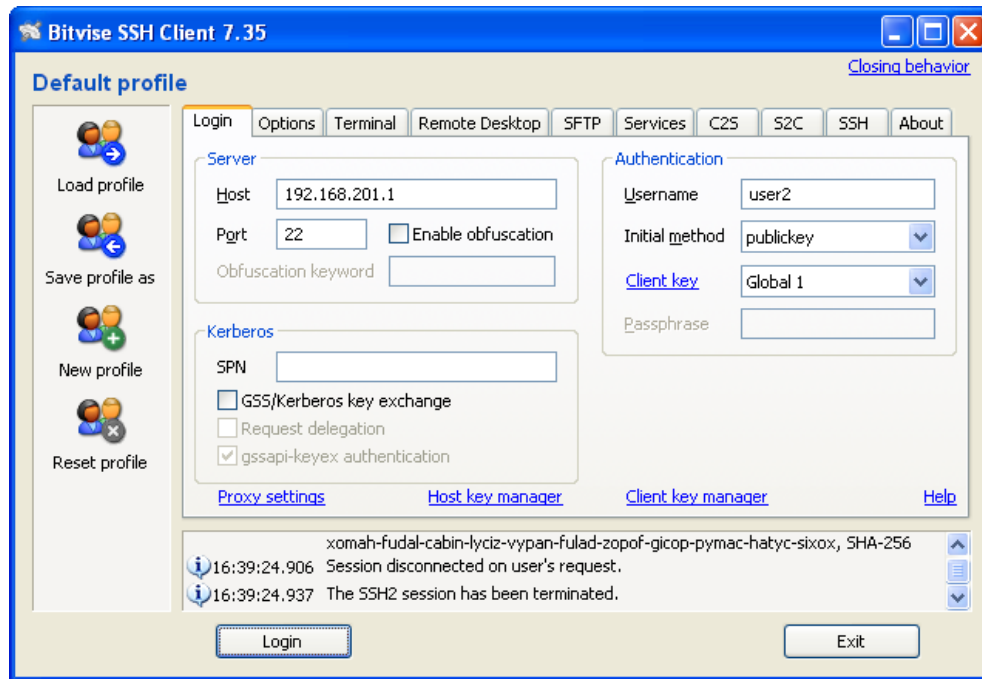 Bitvise SSH Client 7.35
Default profile
Closing behavior
Load profile
Save profile as
New profile
Reset profile
Login Options Terminal Remote Desktop SFTP Services C2S S2C SSH About
Server
Host 192.168.201.1
Port 22 Enable obfuscation
Obfuscation keyword
Kerberos
SPN
GSS/Kerberos key exchange
Request delegation
gssapi-keyex authentication
Authentication
Username user2
Initial method publickey
Client key Global 1
Passphrase
Proxy settings Host key manager Client key manager Help
xomah-fudal-cabin-lyciz-vypan-fulad-zopof-gicop-pymac-hatyc-sixox, SHA-256
16:39:24.906 Session disconnected on user's request.
16:39:24.937 The SSH2 session has been terminated.
Login Exit